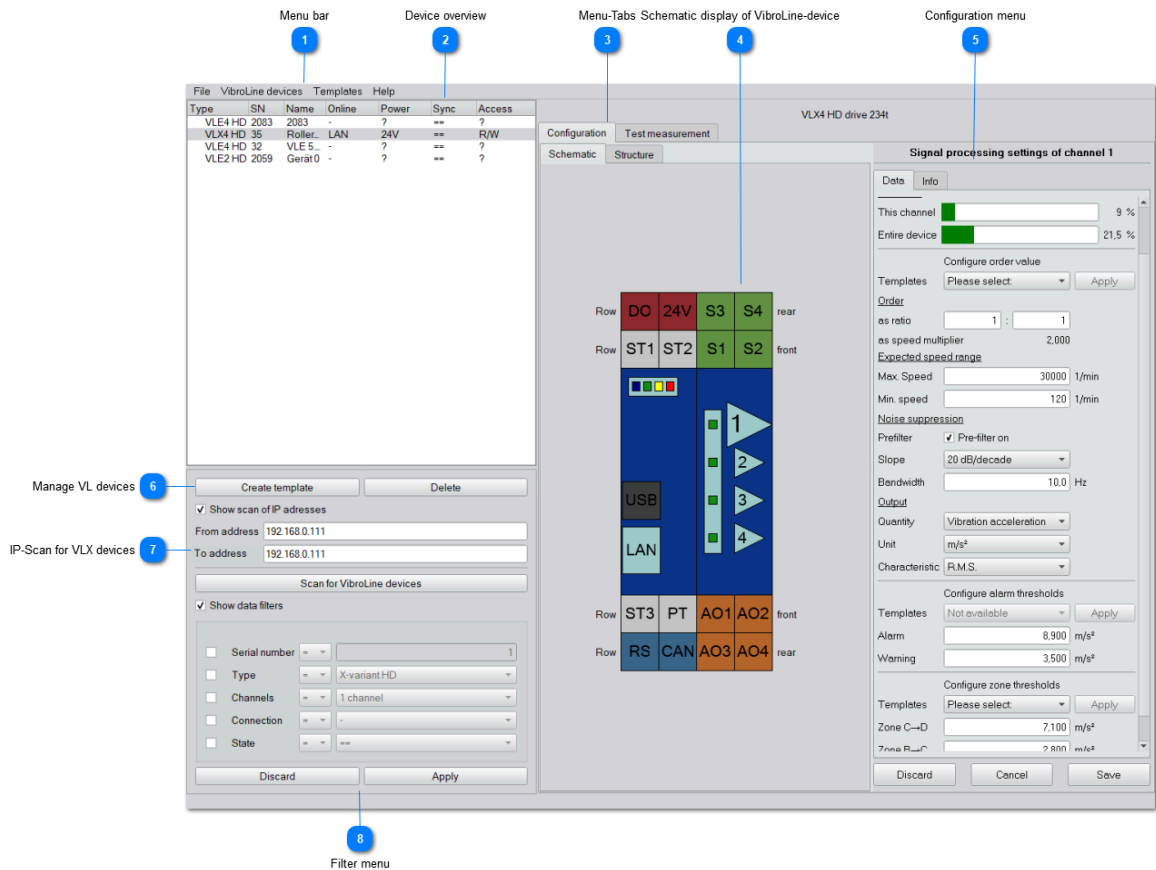 Menu bar
Device overview
Menu-Tabs Schematic display of VibroLine-device
Configuration menu
1
2
3
4
5
File VibroLine devices Templates Help
Type SN Name Online Power Sync Access
VLE4 HD 2083 2083 - ? == ?
VLX4 HD 35 Roller... LAN 24V == R/W
VLE4 HD 32 VLE 5... - ? == ?
VLE2 HD 2059 Gerät 0 - ? == ?
VLX4 HD drive 234t
Configuration Test measurement
Schematic Structure
Row DO 24V S3 S4 rear
Row ST1 ST2 S1 S2 front
1
2
3
4
USB
LAN
Row ST3 PT AO1 AO2 front
Row RS CAN AO3 AO4 rear
Signal processing settings of channel 1
Data Info
This channel 9 %
Entire device 21,5 %
Configure order value
Templates Please select: Apply
Order
as ratio 1 : 1
as speed multiplier 2,000
Expected speed range
Max. Speed 30000 1/min
Min. speed 120 1/min
Noise suppression
Prefilter Pre-filter on
Slope 20 dB/decade
Bandwidth 10,0 Hz
Output
Quantity Vibration acceleration
Unit m/s²
Characteristic R.M.S.
Configure alarm thresholds
Templates Not available Apply
Alarm 8,900 m/s²
Warning 3,500 m/s²
Configure zone thresholds
Templates Please select: Apply
Zone C→D 7,100 m/s²
Zone B→C 2,800 m/s²
Discard Cancel Save
Manage VL devices 6
Create template Delete
Show scan of IP adresses
From address 192.168.0.111
IP-Scan for VLX devices 7
To address 192.168.0.111
Scan for VibroLine devices
Show data filters
Serial number = 1
Type = X-variant HD
Channels = 1 channel
Connection = -
State = ==
Discard Apply
8
Filter menu